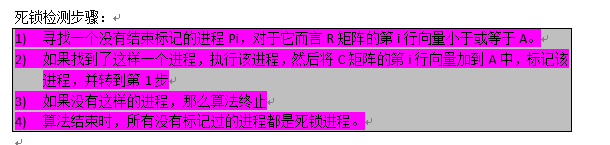 死锁检测步骤：
1) 寻找一个没有结束标记的进程 Pi，对于它而言 R 矩阵的第 i 行向量小于或等于 A。
2) 如果找到了这样一个进程，执行该进程，然后将 C 矩阵的第 i 行向量加到 A 中，标记该
进程，并转到第 1 步
3) 如果没有这样的进程，那么算法终止
4) 算法结束时，所有没有标记过的进程都是死锁进程。